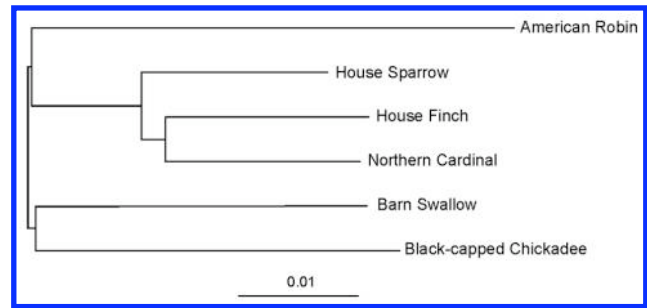 American Robin
House Sparrow
House Finch
Northern Cardinal
Barn Swallow
Black-capped Chickadee
0.01